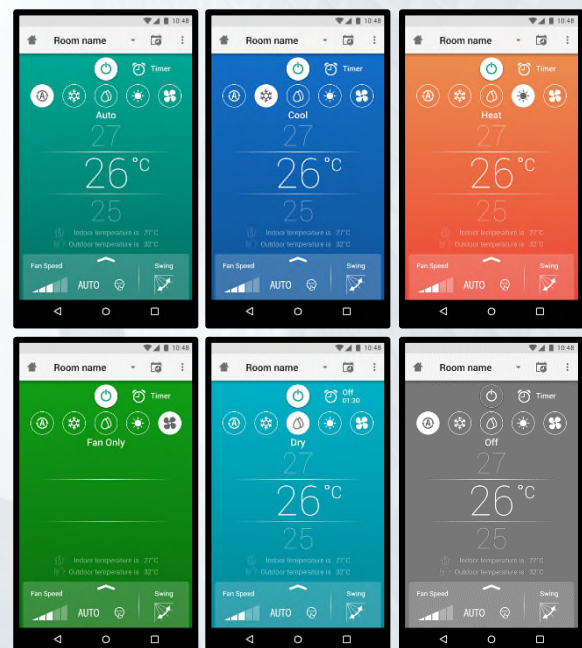 10:48
Room name
Timer
Auto
27
26°C
25
Indoor temperature is 27°C
Outdoor temperature is 32°C
Fan Speed
Swing
AUTO
10:48
Room name
Timer
Cool
27
26°C
25
Indoor temperature is 27°C
Outdoor temperature is 32°C
Fan Speed
Swing
AUTO
10:48
Room name
Timer
Heat
27
26°C
25
Indoor temperature is 27°C
Outdoor temperature is 32°C
Fan Speed
Swing
AUTO
10:48
Room name
Timer
Fan Only
Indoor temperature is 27°C
Outdoor temperature is 32°C
Fan Speed
Swing
AUTO
10:48
Room name
Off
01:30
Dry
27
26°C
25
Indoor temperature is 27°C
Outdoor temperature is 32°C
Fan Speed
Swing
AUTO
10:48
Room name
Timer
Off
27
26°C
25
Indoor temperature is 27°C
Outdoor temperature is 32°C
Fan Speed
Swing
AUTO